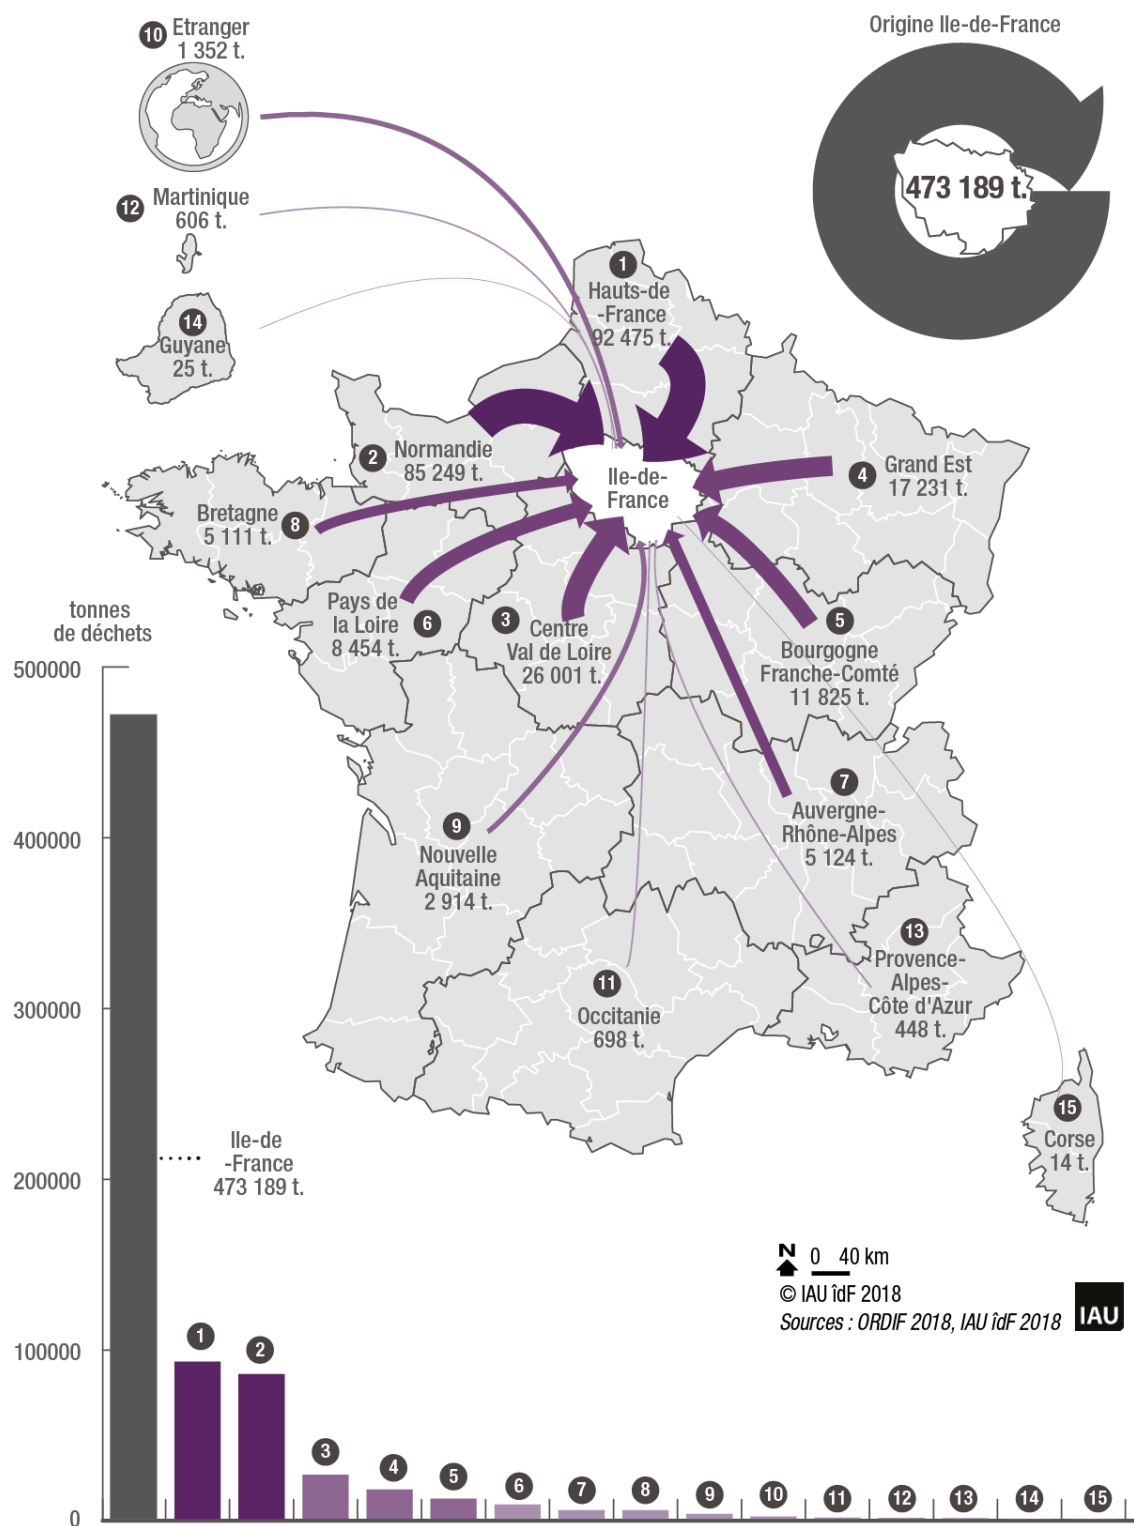 10 Etranger
1 352 t.
Origine Ile-de-France
473 189 t.
12 Martinique
606 t.
14
Guyane
25 t.
1
Hauts-de
-France
92 475 t.
2 Normandie
85 249 t.
Ile-de-
France
4 Grand Est
17 231 t.
Bretagne 8
5 111 t.
Pays de
la Loire 6
8 454 t.
3 Centre
Val de Loire
26 001 t.
5
Bourgogne
Franche-Comté
11 825 t.
7
Auvergne-
Rhône-Alpes
5 124 t.
9
Nouvelle
Aquitaine
2 914 t.
11
Occitanie
698 t.
13
Provence-
Alpes-
Côte d'Azur
448 t.
15
Corse
14 t.
tonnes
de déchets
500000
400000
300000
200000
100000
0
Ile-de
-France
473 189 t.
1 2 3 4 5 6 7 8 9 10 11 12 13 14 15
N 0 40 km
© IAU îdF 2018
Sources : ORDIF 2018, IAU îdF 2018
IAU